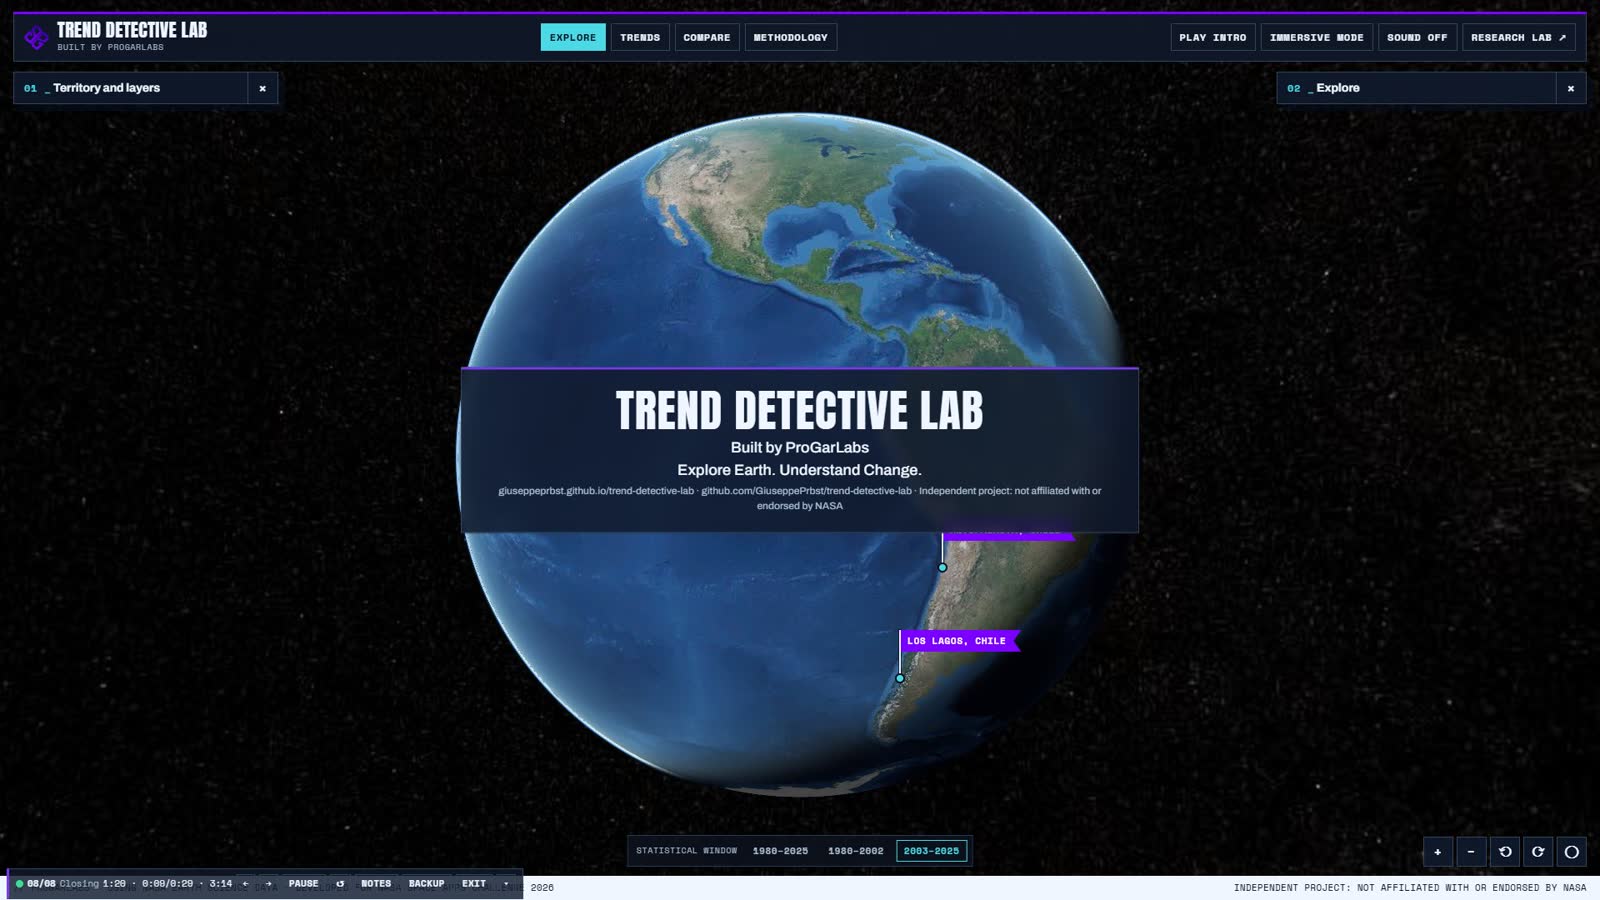 TREND DETECTIVE LAB
BUILT BY PROGARLABS
EXPLORE
TRENDS
COMPARE
METHODOLOGY
PLAY INTRO
IMMERSIVE MODE
SOUND OFF
RESEARCH LAB ↗
01 _ Territory and layers ×
02 _ Explore ×
TREND DETECTIVE LAB
Built by ProGarLabs
Explore Earth. Understand Change.
giuseppeprbst.github.io/trend-detective-lab · github.com/GiuseppePrbst/trend-detective-lab · Independent project: not affiliated with or
endorsed by NASA
LOS LAGOS, CHILE
STATISTICAL WINDOW 1980–2025 1980–2002 2003–2025
+ −
08/08 Closing 1:20 · 0:00/0:20 · 3:14 ← → PAUSE ↺ NOTES BACKUP EXIT
2026
INDEPENDENT PROJECT: NOT AFFILIATED WITH OR ENDORSED BY NASA